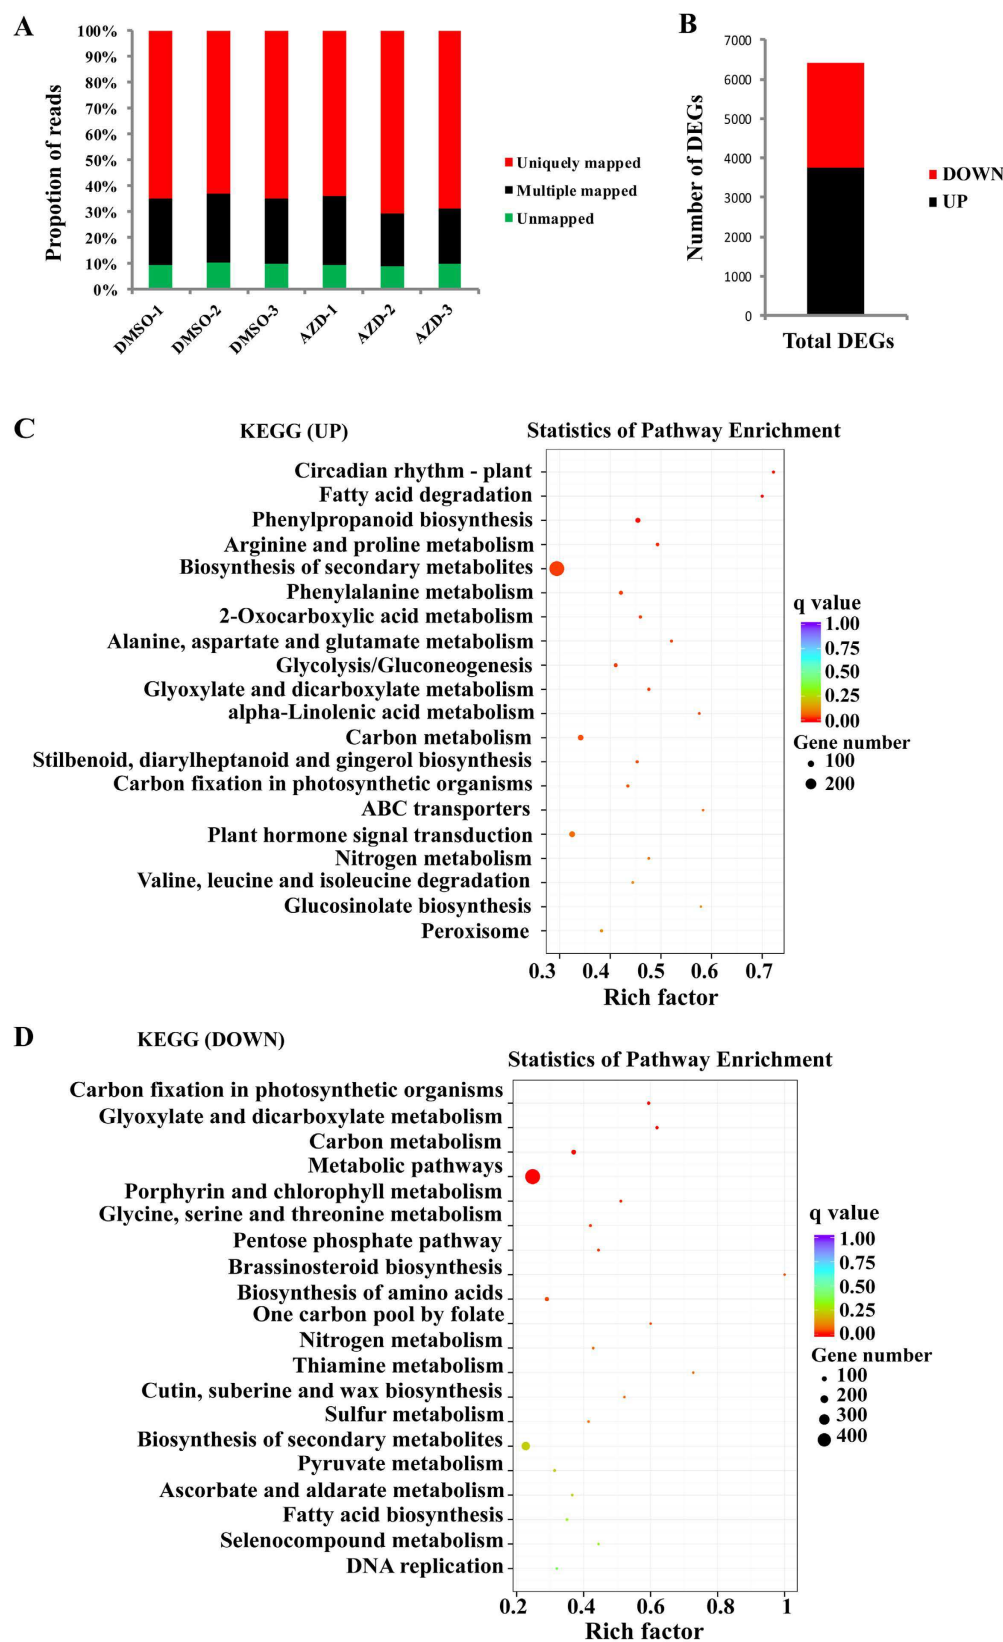 A
100%
90%
80%
70%
60%
50%
40%
30%
20%
10%
0%
Propotion of reads
DMSO-1
DMSO-2
DMSO-3
AZD-1
AZD-2
AZD-3
Uniquely mapped
Multiple mapped
Unmapped
B
7000
6000
5000
4000
3000
2000
1000
0
Number of DEGs
Total DEGs
DOWN
UP
C
KEGG (UP)
Statistics of Pathway Enrichment
Circadian rhythm - plant
Fatty acid degradation
Phenylpropanoid biosynthesis
Arginine and proline metabolism
Biosynthesis of secondary metabolites
Phenylalanine metabolism
2-Oxocarboxylic acid metabolism
Alanine, aspartate and glutamate metabolism
Glycolysis/Gluconeogenesis
Glyoxylate and dicarboxylate metabolism
alpha-Linolenic acid metabolism
Carbon metabolism
Stilbenoid, diarylheptanoid and gingerol biosynthesis
Carbon fixation in photosynthetic organisms
ABC transporters
Plant hormone signal transduction
Nitrogen metabolism
Valine, leucine and isoleucine degradation
Glucosinolate biosynthesis
Peroxisome
0.3 0.4 0.5 0.6 0.7
Rich factor
q value
1.00
0.75
0.50
0.25
0.00
Gene number
100
200
D
KEGG (DOWN)
Statistics of Pathway Enrichment
Carbon fixation in photosynthetic organisms
Glyoxylate and dicarboxylate metabolism
Carbon metabolism
Metabolic pathways
Porphyrin and chlorophyll metabolism
Glycine, serine and threonine metabolism
Pentose phosphate pathway
Brassinosteroid biosynthesis
Biosynthesis of amino acids
One carbon pool by folate
Nitrogen metabolism
Thiamine metabolism
Cutin, suberine and wax biosynthesis
Sulfur metabolism
Biosynthesis of secondary metabolites
Pyruvate metabolism
Ascorbate and aldarate metabolism
Fatty acid biosynthesis
Selenocompound metabolism
DNA replication
0.2 0.4 0.6 0.8 1
Rich factor
q value
1.00
0.75
0.50
0.25
0.00
Gene number
100
200
300
400